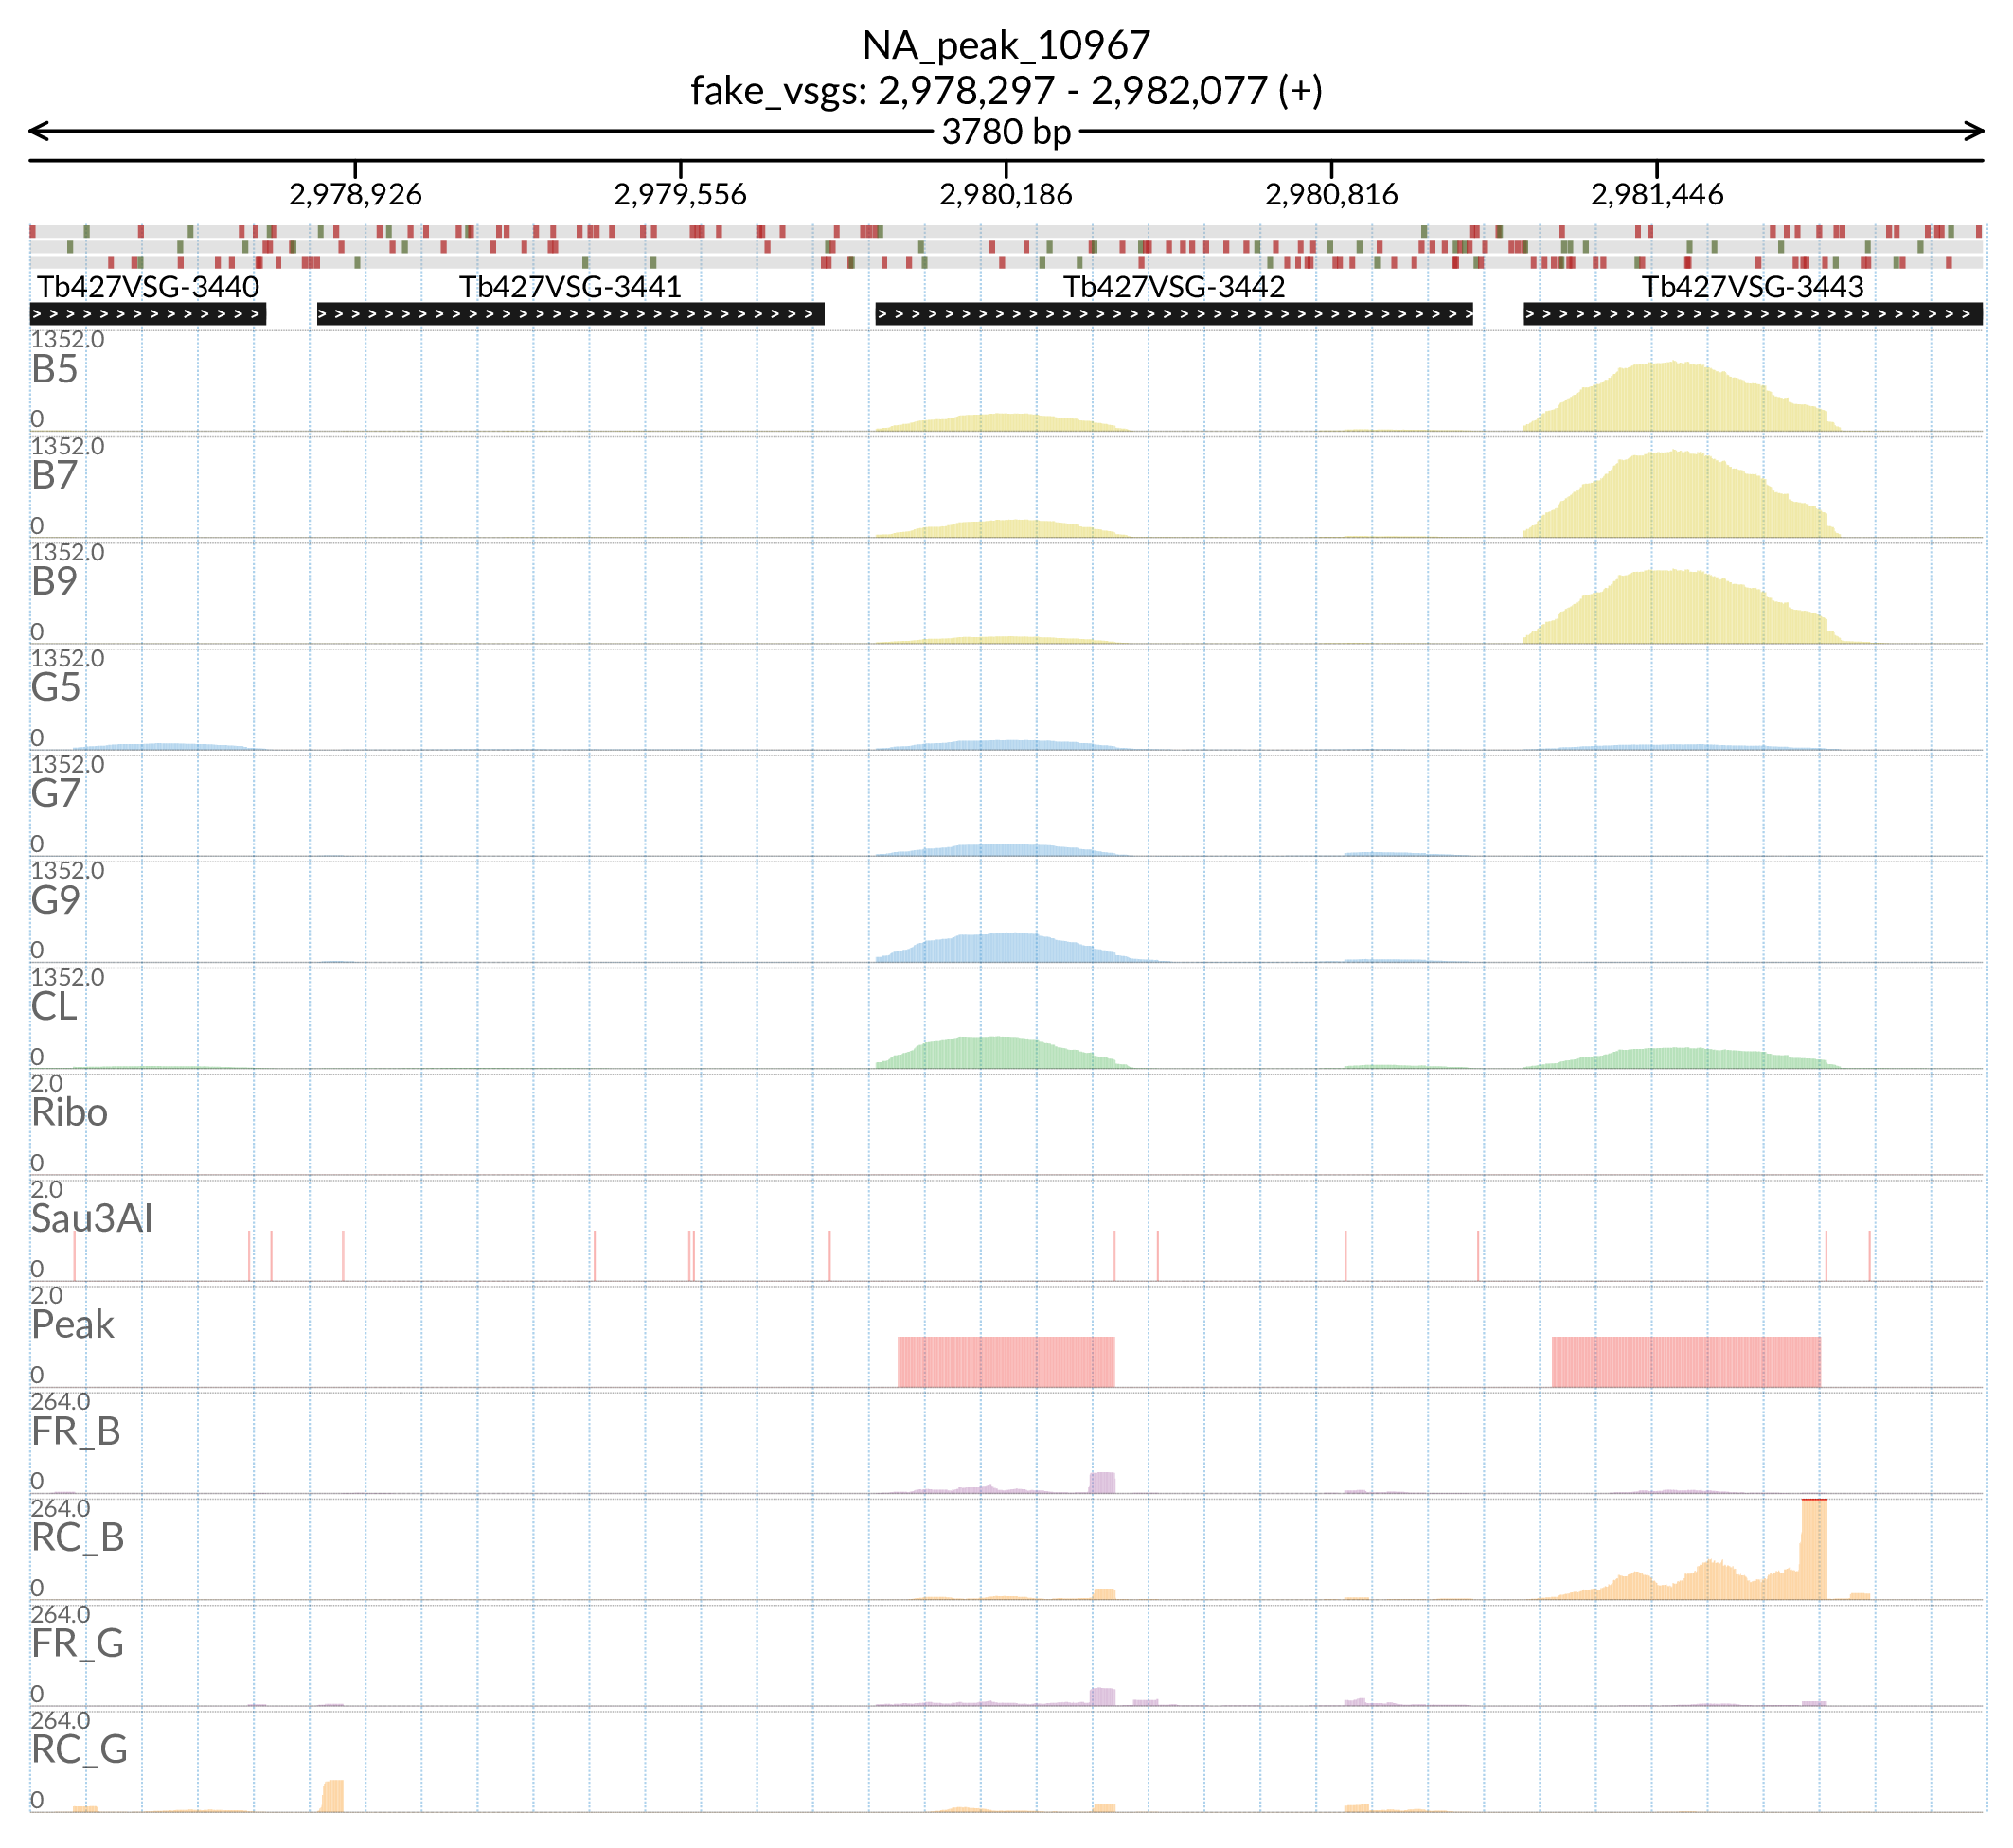 NA_peak_10967
fake_vsgs: 2,978,297 - 2,982,077 (+)
3780 bp
2,978,926 2,979,556 2,980,186 2,980,816 2,981,446
Tb427VSG-3440 Tb427VSG-3441 Tb427VSG-3442 Tb427VSG-3443
1352.0
B5
0
1352.0
B7
0
1352.0
B9
0
1352.0
G5
0
1352.0
G7
0
1352.0
G9
0
1352.0
CL
0
2.0
Ribo
0
2.0
Sau3AI
0
2.0
Peak
0
264.0
FR_B
0
264.0
RC_B
0
264.0
FR_G
0
264.0
RC_G
0